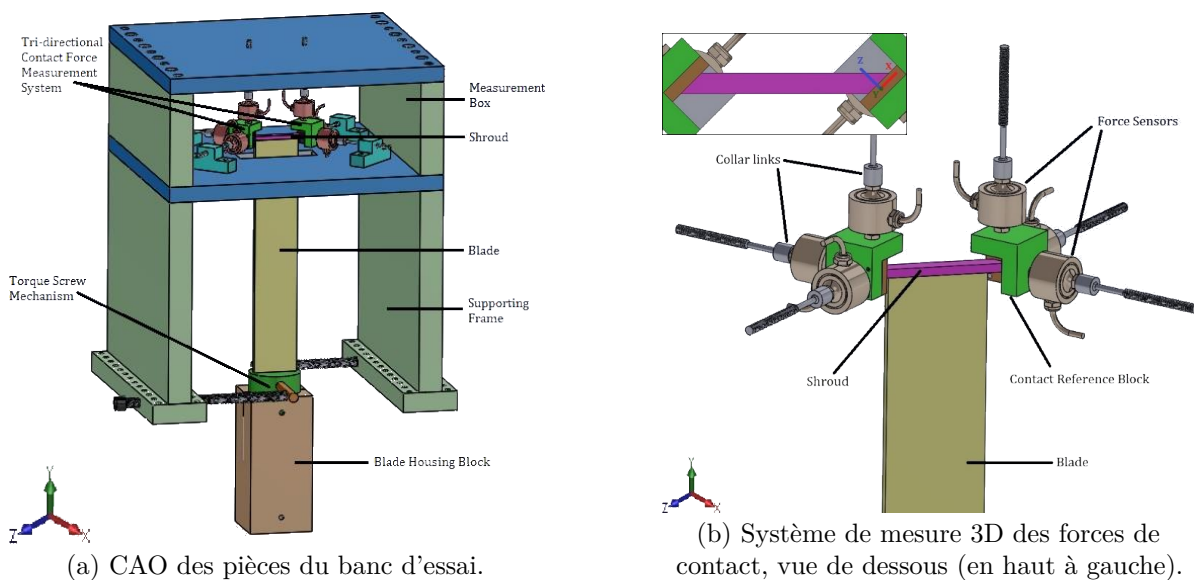 Tri-directional
Contact Force
Measurement
System
Measurement
Box
Shroud
Blade
Torque Screw
Mechanism
Supporting
Frame
Blade Housing Block
Y
Z
X
(a) CAO des pièces du banc d'essai.
Z
X
Y
Collar links
Force Sensors
Shroud
Contact Reference Block
Blade
Y
Z
X
(b) Système de mesure 3D des forces de
contact, vue de dessous (en haut à gauche).